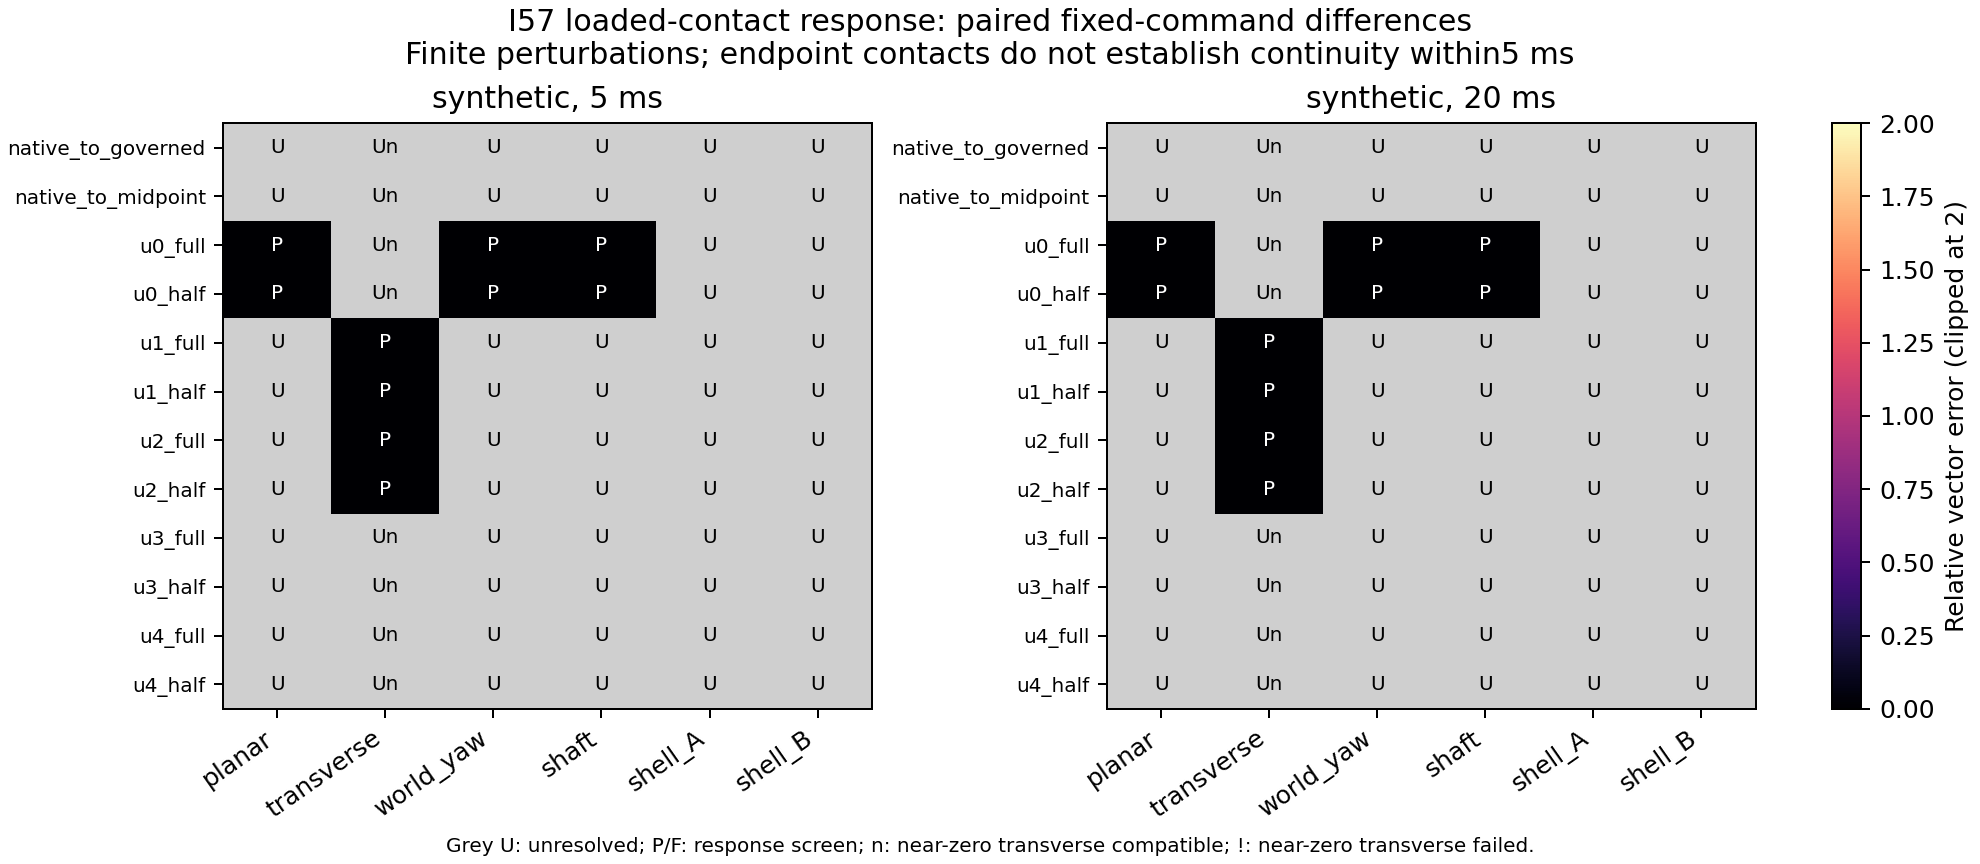 I57 loaded-contact response: paired fixed-command differences
Finite perturbations; endpoint contacts do not establish continuity within5 ms
synthetic, 5 ms
native_to_governed U Un U U U U
native_to_midpoint U Un U U U U
u0_full P Un P P U U
u0_half P Un P P U U
u1_full U P U U U U
u1_half U P U U U U
u2_full U P U U U U
u2_half U P U U U U
u3_full U Un U U U U
u3_half U Un U U U U
u4_full U Un U U U U
u4_half U Un U U U U
planar transverse world_yaw shaft shell_A shell_B
synthetic, 20 ms
native_to_governed U Un U U U U
native_to_midpoint U Un U U U U
u0_full P Un P P U U
u0_half P Un P P U U
u1_full U P U U U U
u1_half U P U U U U
u2_full U P U U U U
u2_half U P U U U U
u3_full U Un U U U U
u3_half U Un U U U U
u4_full U Un U U U U
u4_half U Un U U U U
planar transverse world_yaw shaft shell_A shell_B
2.00
1.75
1.50
1.25
1.00
0.75
0.50
0.25
0.00
Relative vector error (clipped at 2)
Grey U: unresolved; P/F: response screen; n: near-zero transverse compatible; !: near-zero transverse failed.